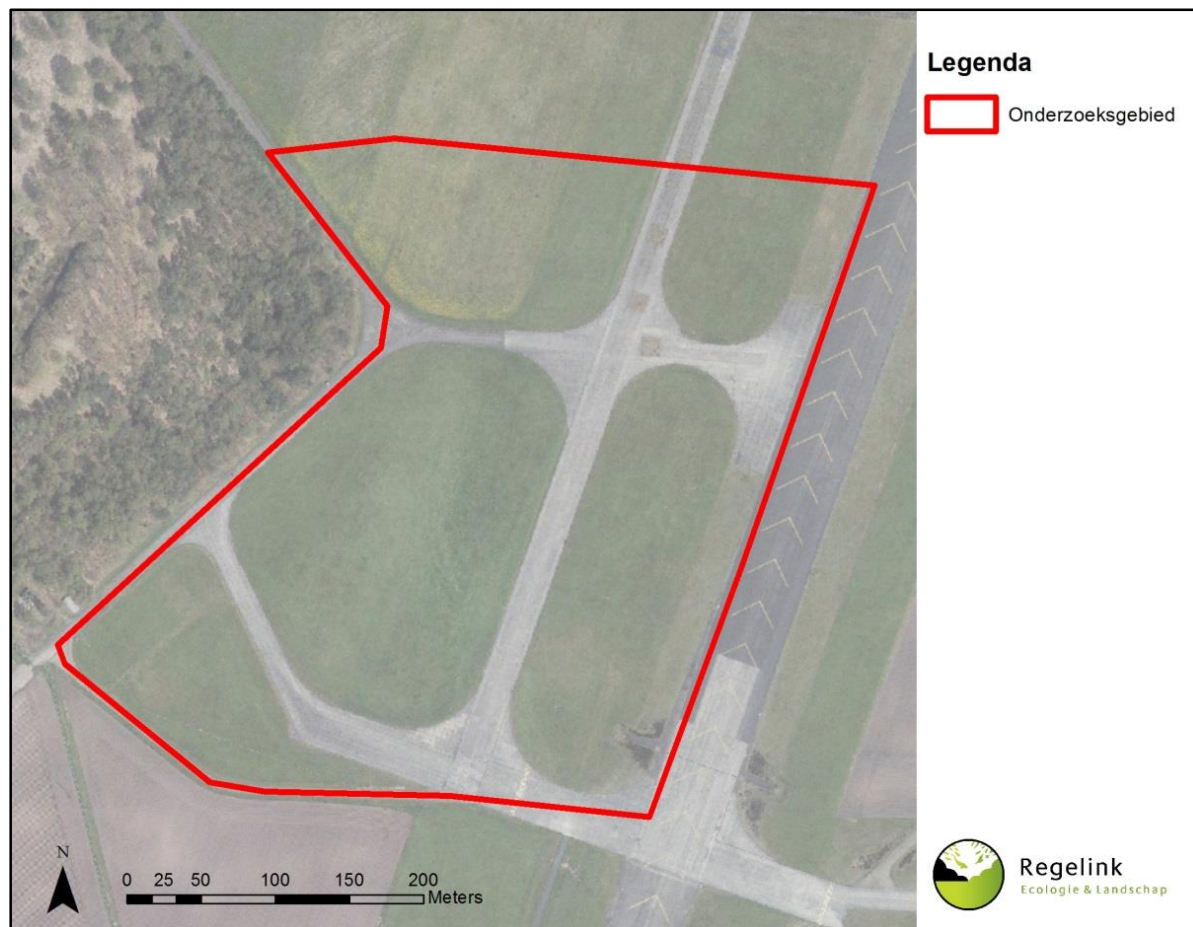 Legenda
Onderzoeksgebied
N
0 25 50 100 150 200
Meters
Regelink
Ecologie & Landschap